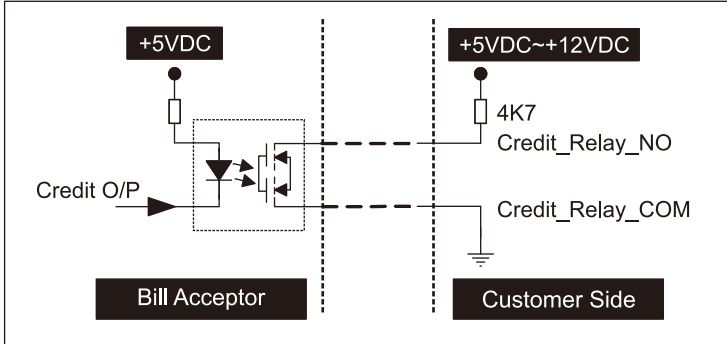 +5VDC
+5VDC~+12VDC
4K7
Credit_Relay_NO
Credit O/P
Credit_Relay_COM
Bill Acceptor
Customer Side